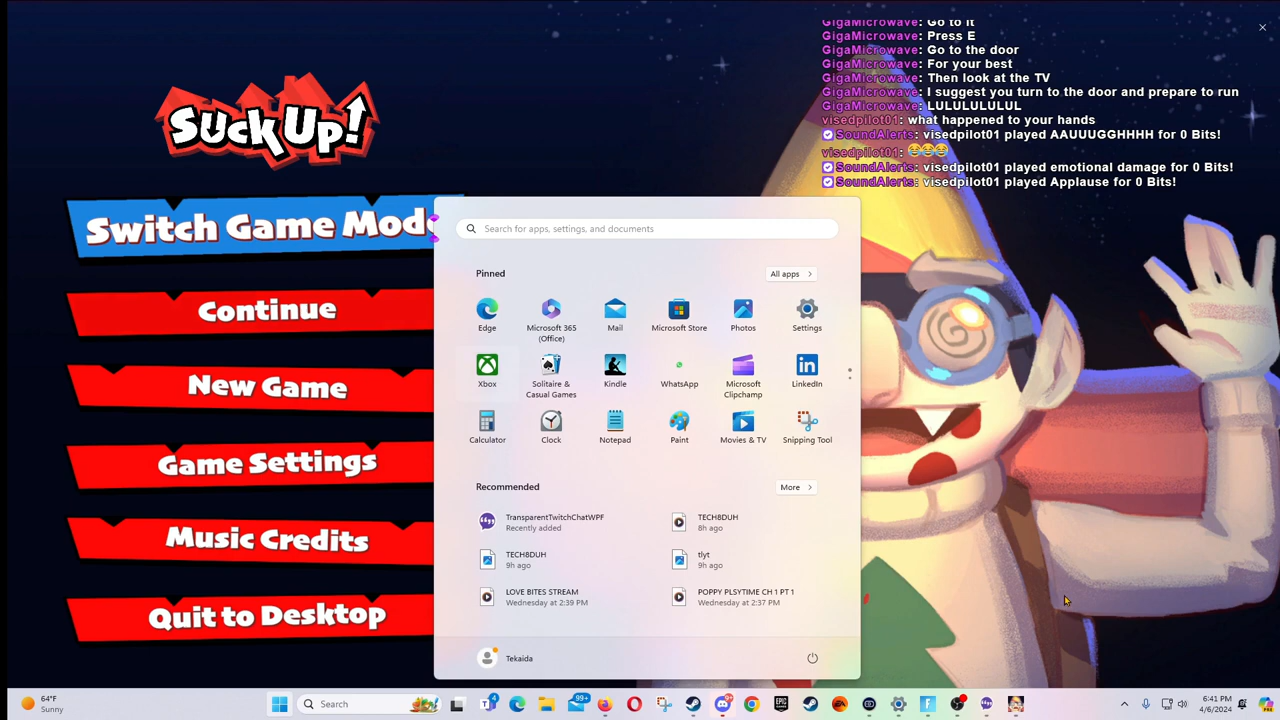 GigaMicrowave: Go to it
GigaMicrowave: Press E
GigaMicrowave: Go to the door
GigaMicrowave: For your best
GigaMicrowave: Then look at the TV
GigaMicrowave: I suggest you turn to the door and prepare to run
GigaMicrowave: LULULULULUL
visedpilot01: what happened to your hands
SoundAlerts: visedpilot01 played AAUUUGGHHHH for 0 Bits!
visedpilot01: 😂😂😂
SoundAlerts: visedpilot01 played emotional damage for 0 Bits!
SoundAlerts: visedpilot01 played Applause for 0 Bits!
SuckUp!
Switch Game Mode
Continue
New Game
Game Settings
Music Credits
Quit to Desktop
Search for apps, settings, and documents
Pinned
All apps
Edge
Microsoft 365
(Office)
Mail
Microsoft Store
Photos
Settings
Xbox
Solitaire &
Casual Games
Kindle
WhatsApp
Microsoft
Clipchamp
LinkedIn
Calculator
Clock
Notepad
Paint
Movies & TV
Snipping Tool
Recommended
More
TransparentTwitchChatWPF
Recently added
TECH8DUH
8h ago
TECH8DUH
9h ago
tlyt
9h ago
LOVE BITES STREAM
Wednesday at 2:39 PM
POPPY PLSYTIME CH 1 PT 1
Wednesday at 2:37 PM
Tekaida
64°F
Sunny
Search
4
99+
9+
EPIC
EA
6:41 PM
4/6/2024